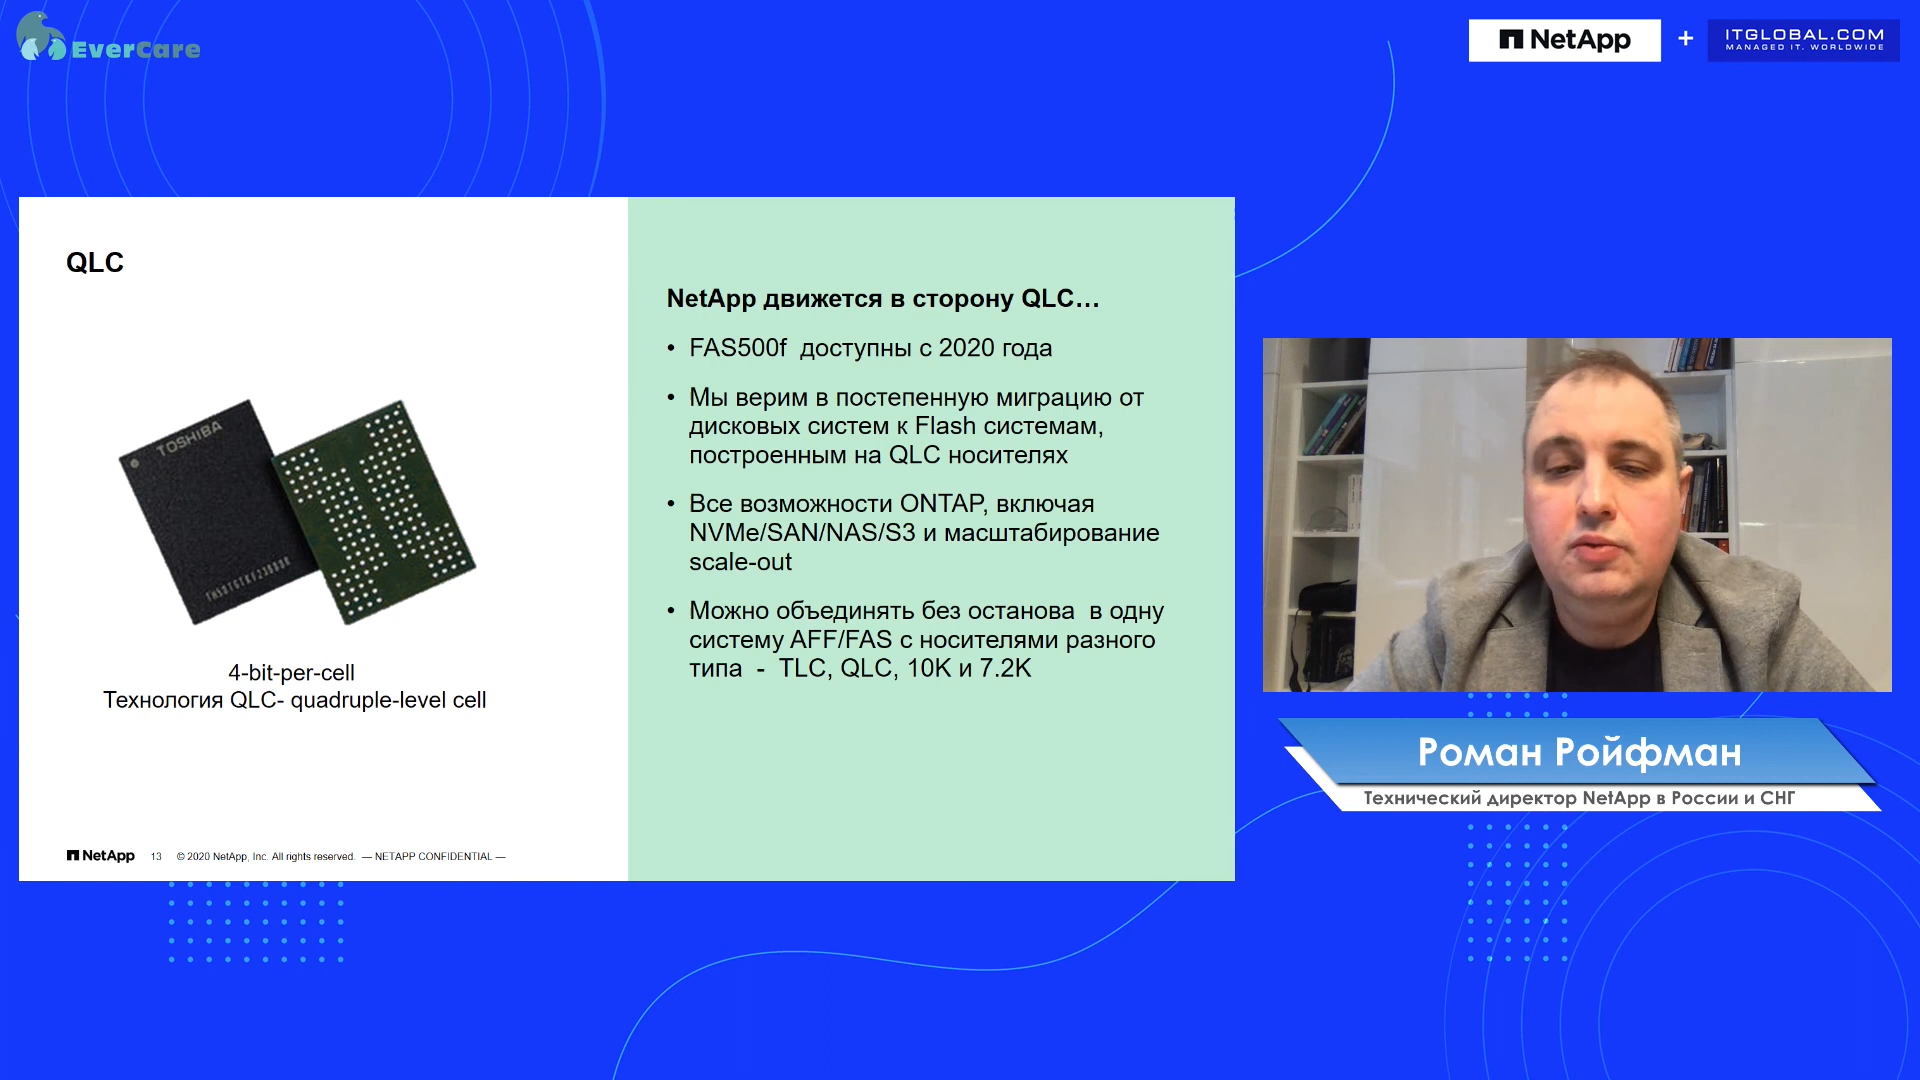 EverCare
NetApp + ITGLOBAL.COM
MANAGED IT. WORLDWIDE
QLC
TOSHIBA
4-bit-per-cell
Технология QLC- quadruple-level cell
NetApp 13 © 2020 NetApp, Inc. All rights reserved. — NETAPP CONFIDENTIAL —
NetApp движется в сторону QLC…
• FAS500f доступны с 2020 года
• Мы верим в постепенную миграцию от
дисковых систем к Flash системам,
построенным на QLC носителях
• Все возможности ONTAP, включая
NVMe/SAN/NAS/S3 и масштабирование
scale-out
• Можно объединять без останова в одну
систему AFF/FAS с носителями разного
типа - TLC, QLC, 10K и 7.2K
Роман Ройфман
Технический директор NetApp в России и СНГ